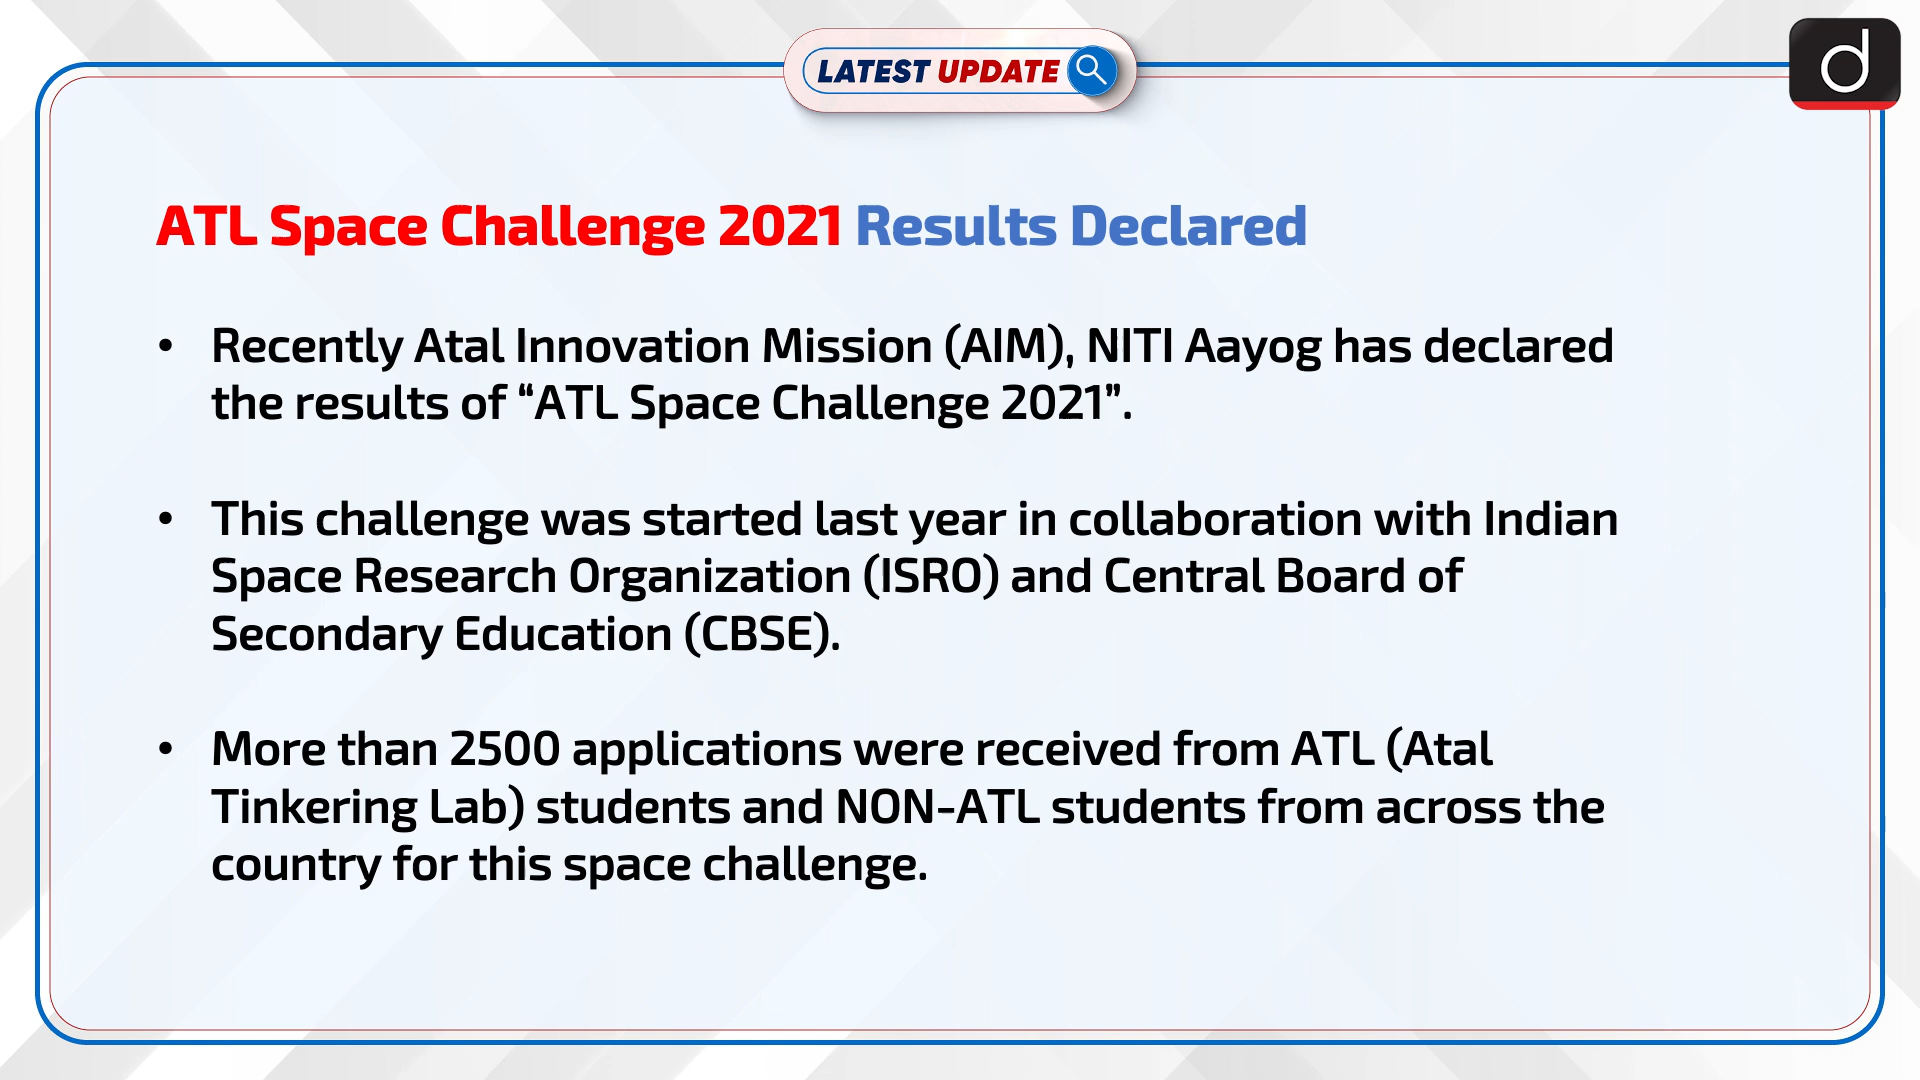 LATEST UPDATE
d
ATL Space Challenge 2021 Results Declared
• Recently Atal Innovation Mission (AIM), NITI Aayog has declared
the results of “ATL Space Challenge 2021”.
• This challenge was started last year in collaboration with Indian
Space Research Organization (ISRO) and Central Board of
Secondary Education (CBSE).
• More than 2500 applications were received from ATL (Atal
Tinkering Lab) students and NON-ATL students from across the
country for this space challenge.